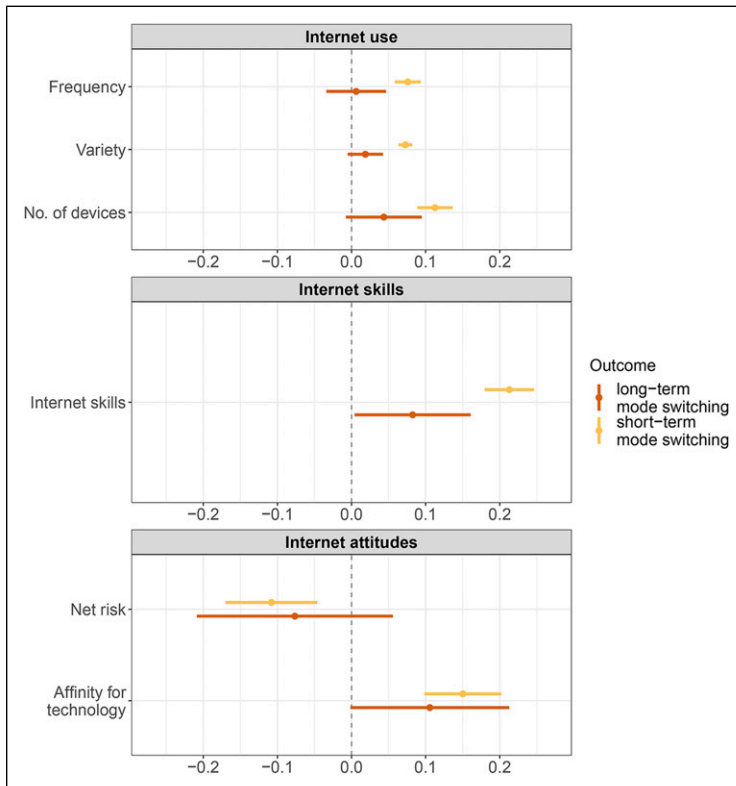 Internet use
Frequency
Variety
No. of devices
−0.2 −0.1 0.0 0.1 0.2
Internet skills
Internet skills
−0.2 −0.1 0.0 0.1 0.2
Internet attitudes
Net risk
Affinity for
technology
−0.2 −0.1 0.0 0.1 0.2
Outcome
long−term
mode switching
short−term
mode switching